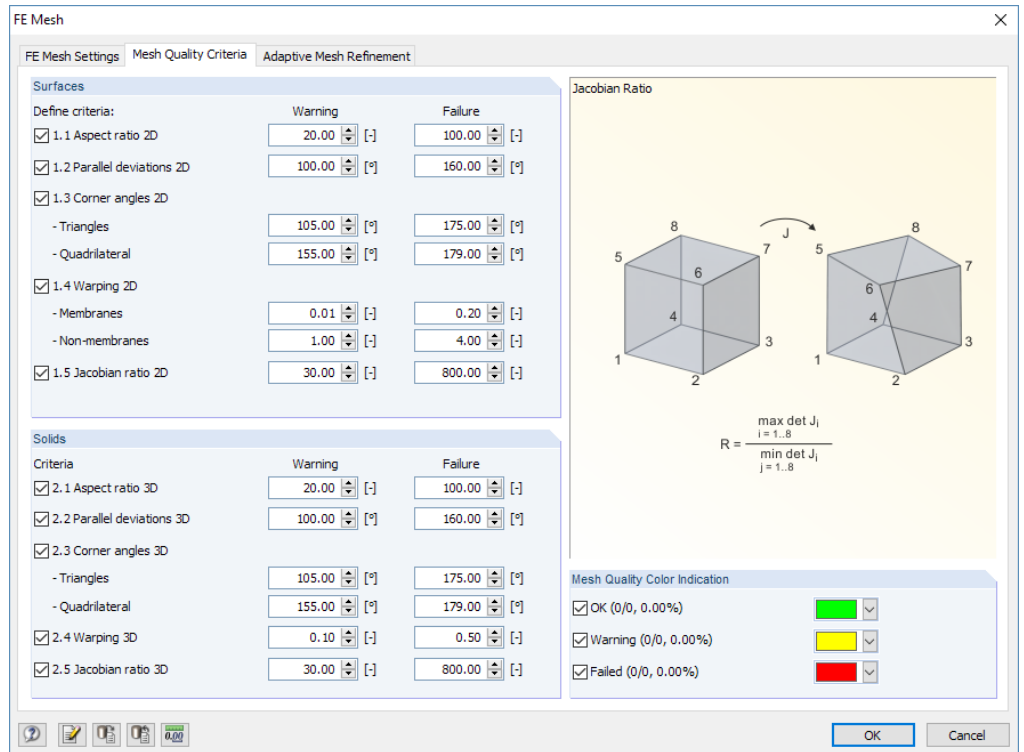 FE Mesh
FE Mesh Settings Mesh Quality Criteria Adaptive Mesh Refinement
Surfaces
Define criteria: Warning Failure
1.1 Aspect ratio 2D 20.00 [-] 100.00 [-]
1.2 Parallel deviations 2D 100.00 [°] 160.00 [°]
1.3 Corner angles 2D
- Triangles 105.00 [°] 175.00 [°]
- Quadrilateral 155.00 [°] 179.00 [°]
1.4 Warping 2D
- Membranes 0.01 [-] 0.20 [-]
- Non-membranes 1.00 [-] 4.00 [-]
1.5 Jacobian ratio 2D 30.00 [-] 800.00 [-]
Solids
Criteria Warning Failure
2.1 Aspect ratio 3D 20.00 [-] 100.00 [-]
2.2 Parallel deviations 3D 100.00 [°] 160.00 [°]
2.3 Corner angles 3D
- Triangles 105.00 [°] 175.00 [°]
- Quadrilateral 155.00 [°] 179.00 [°]
2.4 Warping 3D 0.10 [-] 0.50 [-]
2.5 Jacobian ratio 3D 30.00 [-] 800.00 [-]
Jacobian Ratio
8 J 8
5 7 5 7
6 6
4 4
1 3 1 3
2 2
max det Ji
i = 1..8
R =
min det Jj
j = 1..8
Mesh Quality Color Indication
OK (0/0, 0.00%)
Warning (0/0, 0.00%)
Failed (0/0, 0.00%)
0.00
OK Cancel